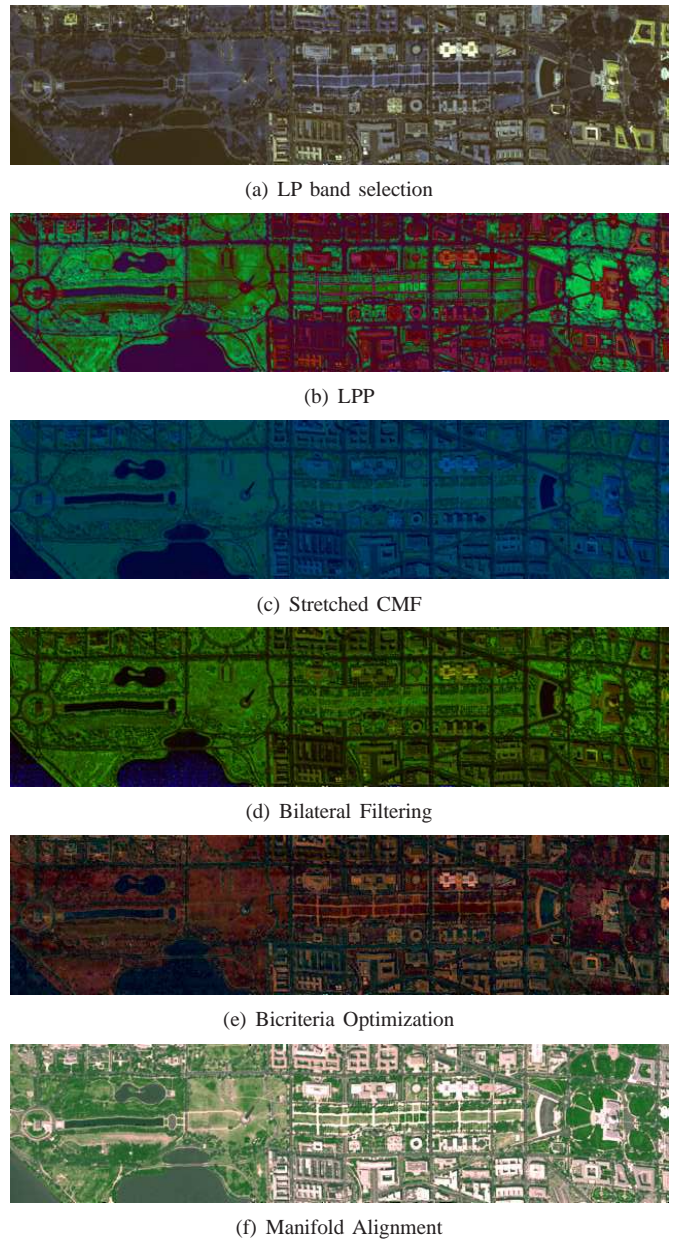 (a) LP band selection
(b) LPP
(c) Stretched CMF
(d) Bilateral Filtering
(e) Bicriteria Optimization
(f) Manifold Alignment